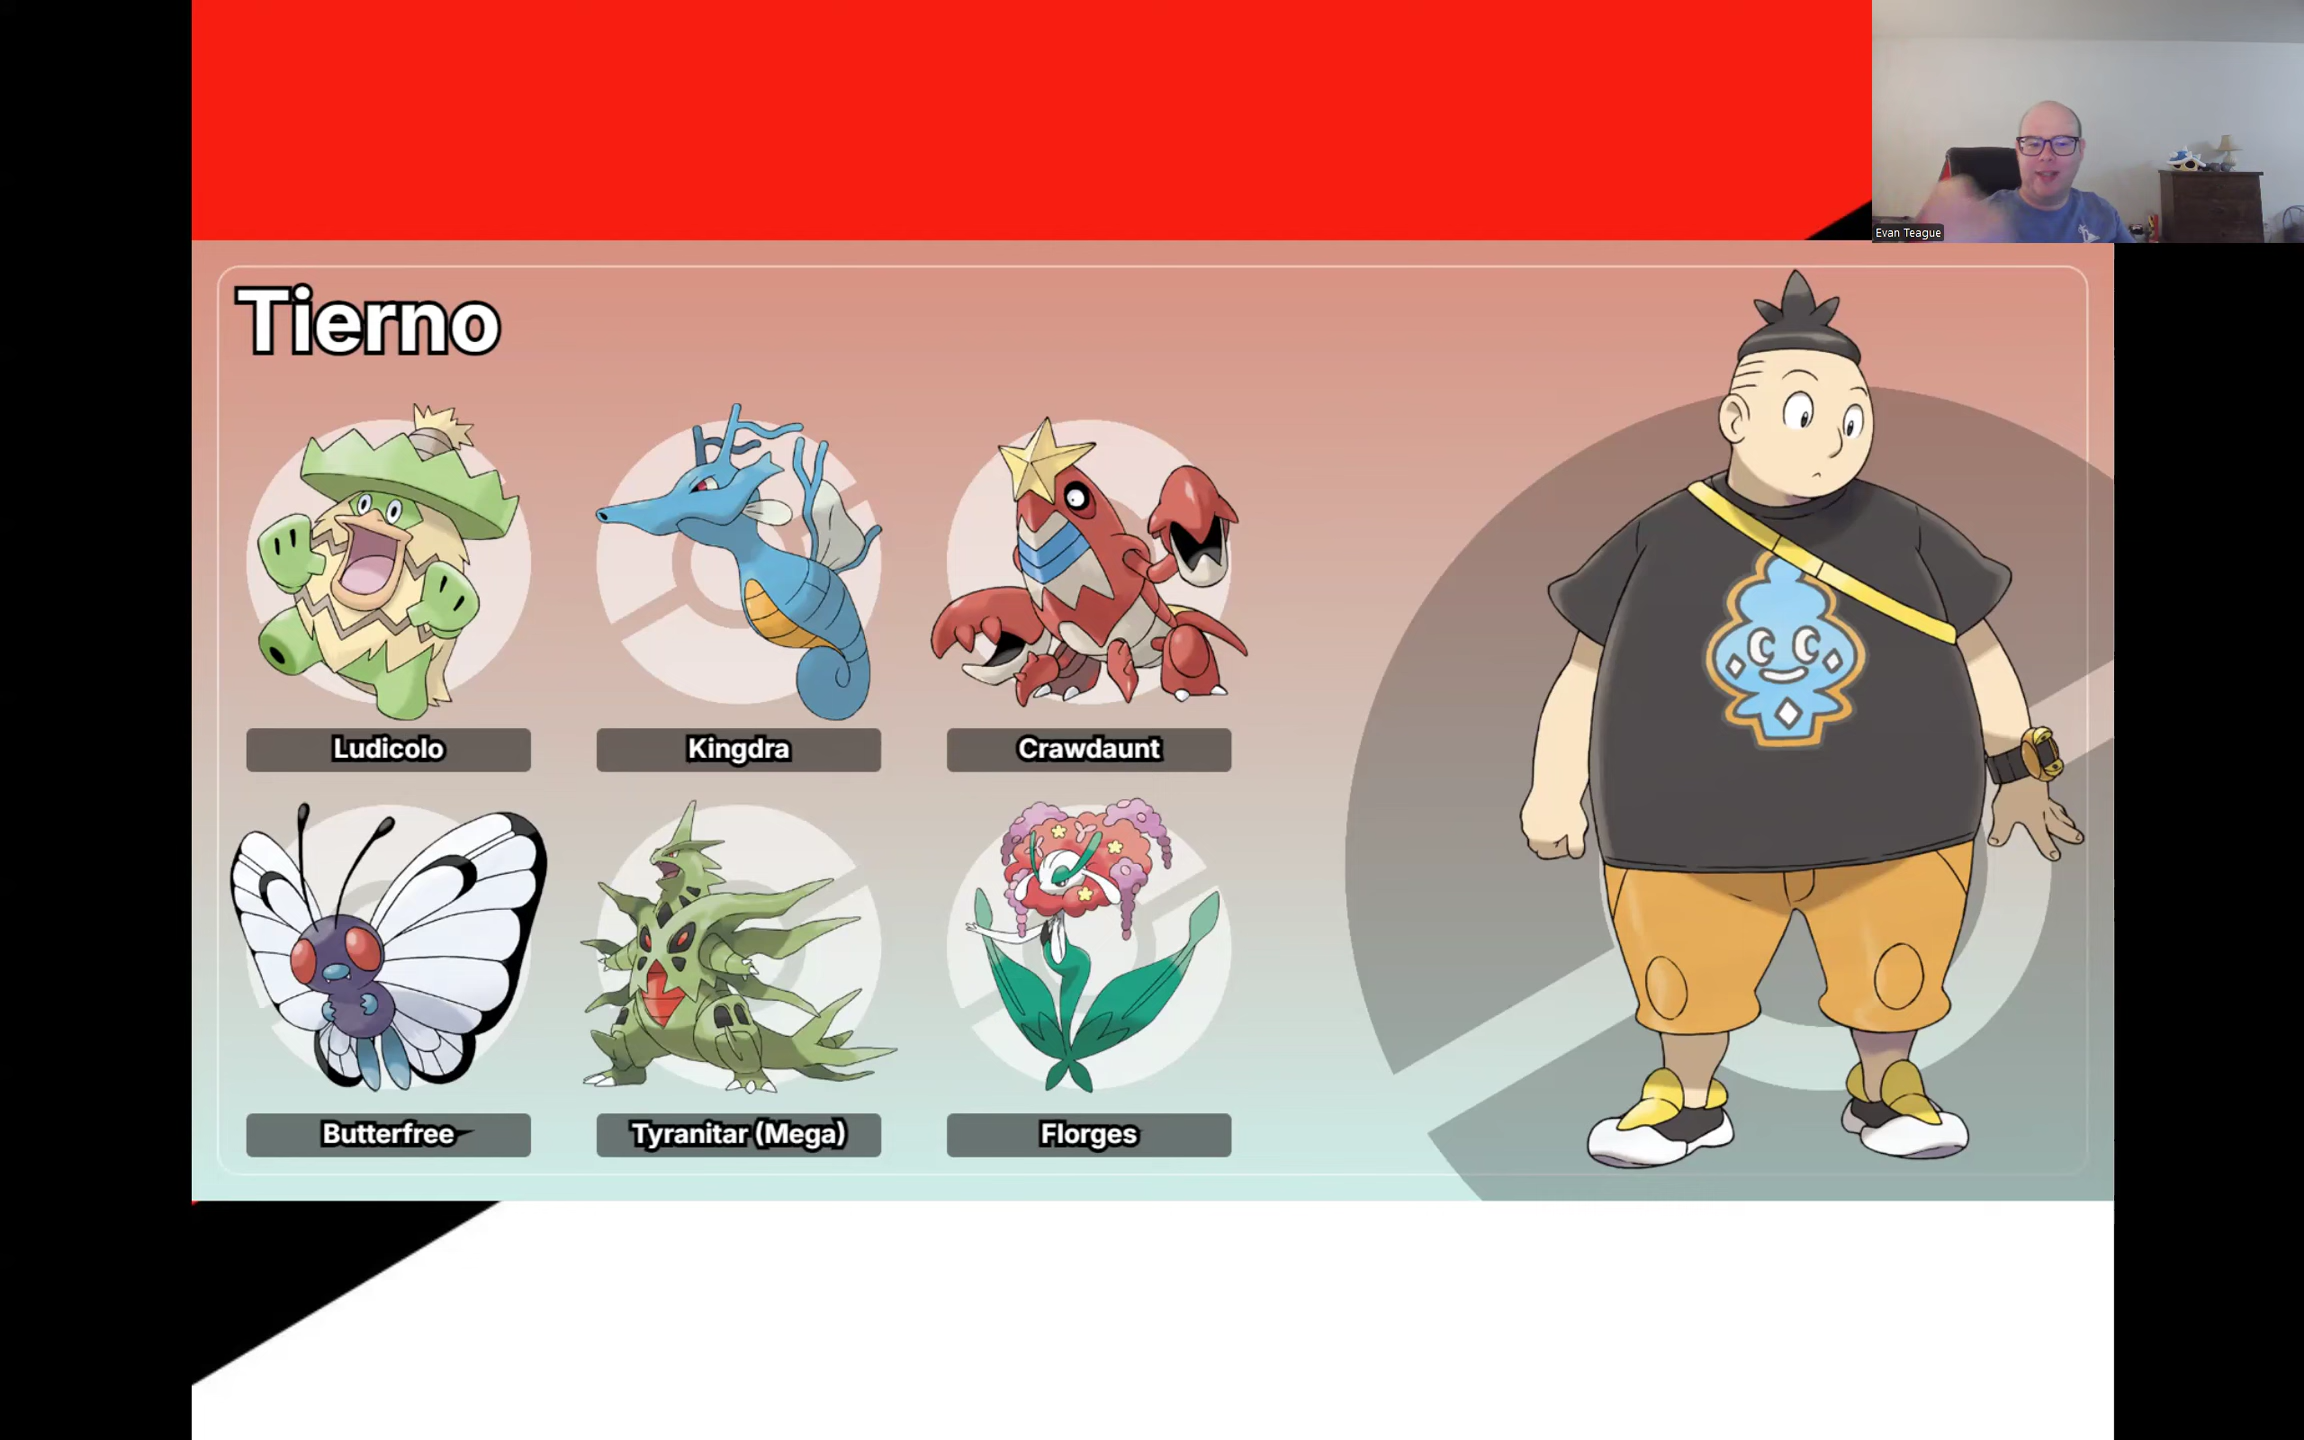 Evan Teague
Tierno
Ludicolo
Kingdra
Crawdaunt
Butterfree
Tyranitar (Mega)
Florges